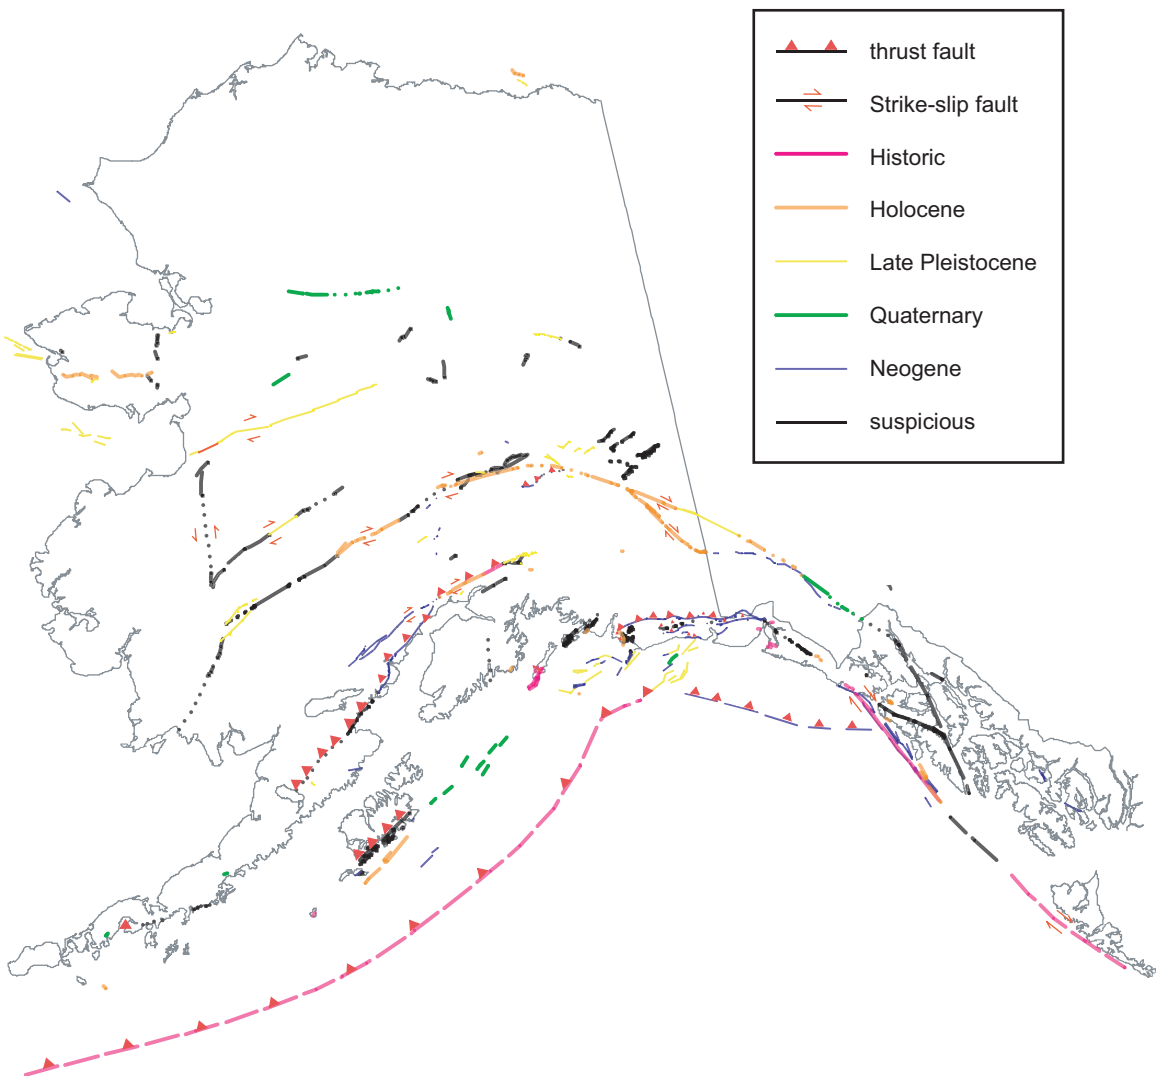 thrust fault
Strike-slip fault
Historic
Holocene
Late Pleistocene
Quaternary
Neogene
suspicious